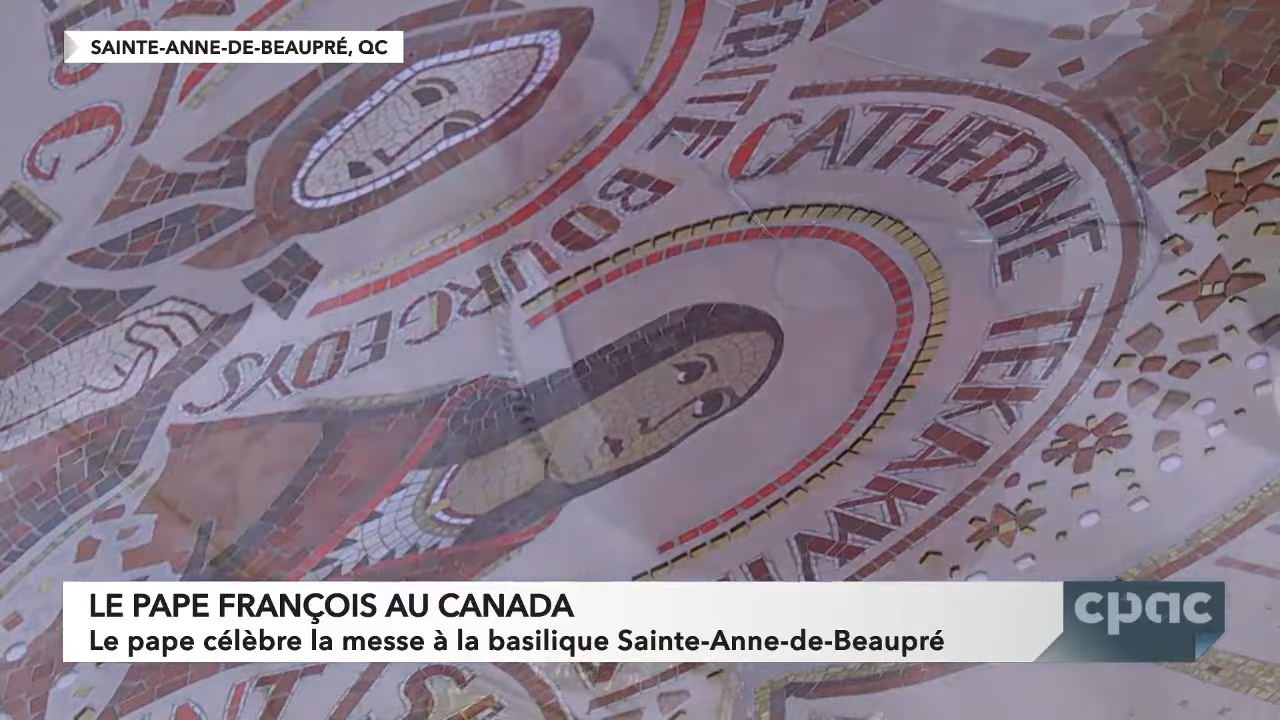 SAINTE-ANNE-DE-BEAUPRÉ, QC
CATHERINE TEKAKWI
BOURGEOYS
LE PAPE FRANÇOIS AU CANADA
Le pape célèbre la messe à la basilique Sainte-Anne-de-Beaupré
cpac